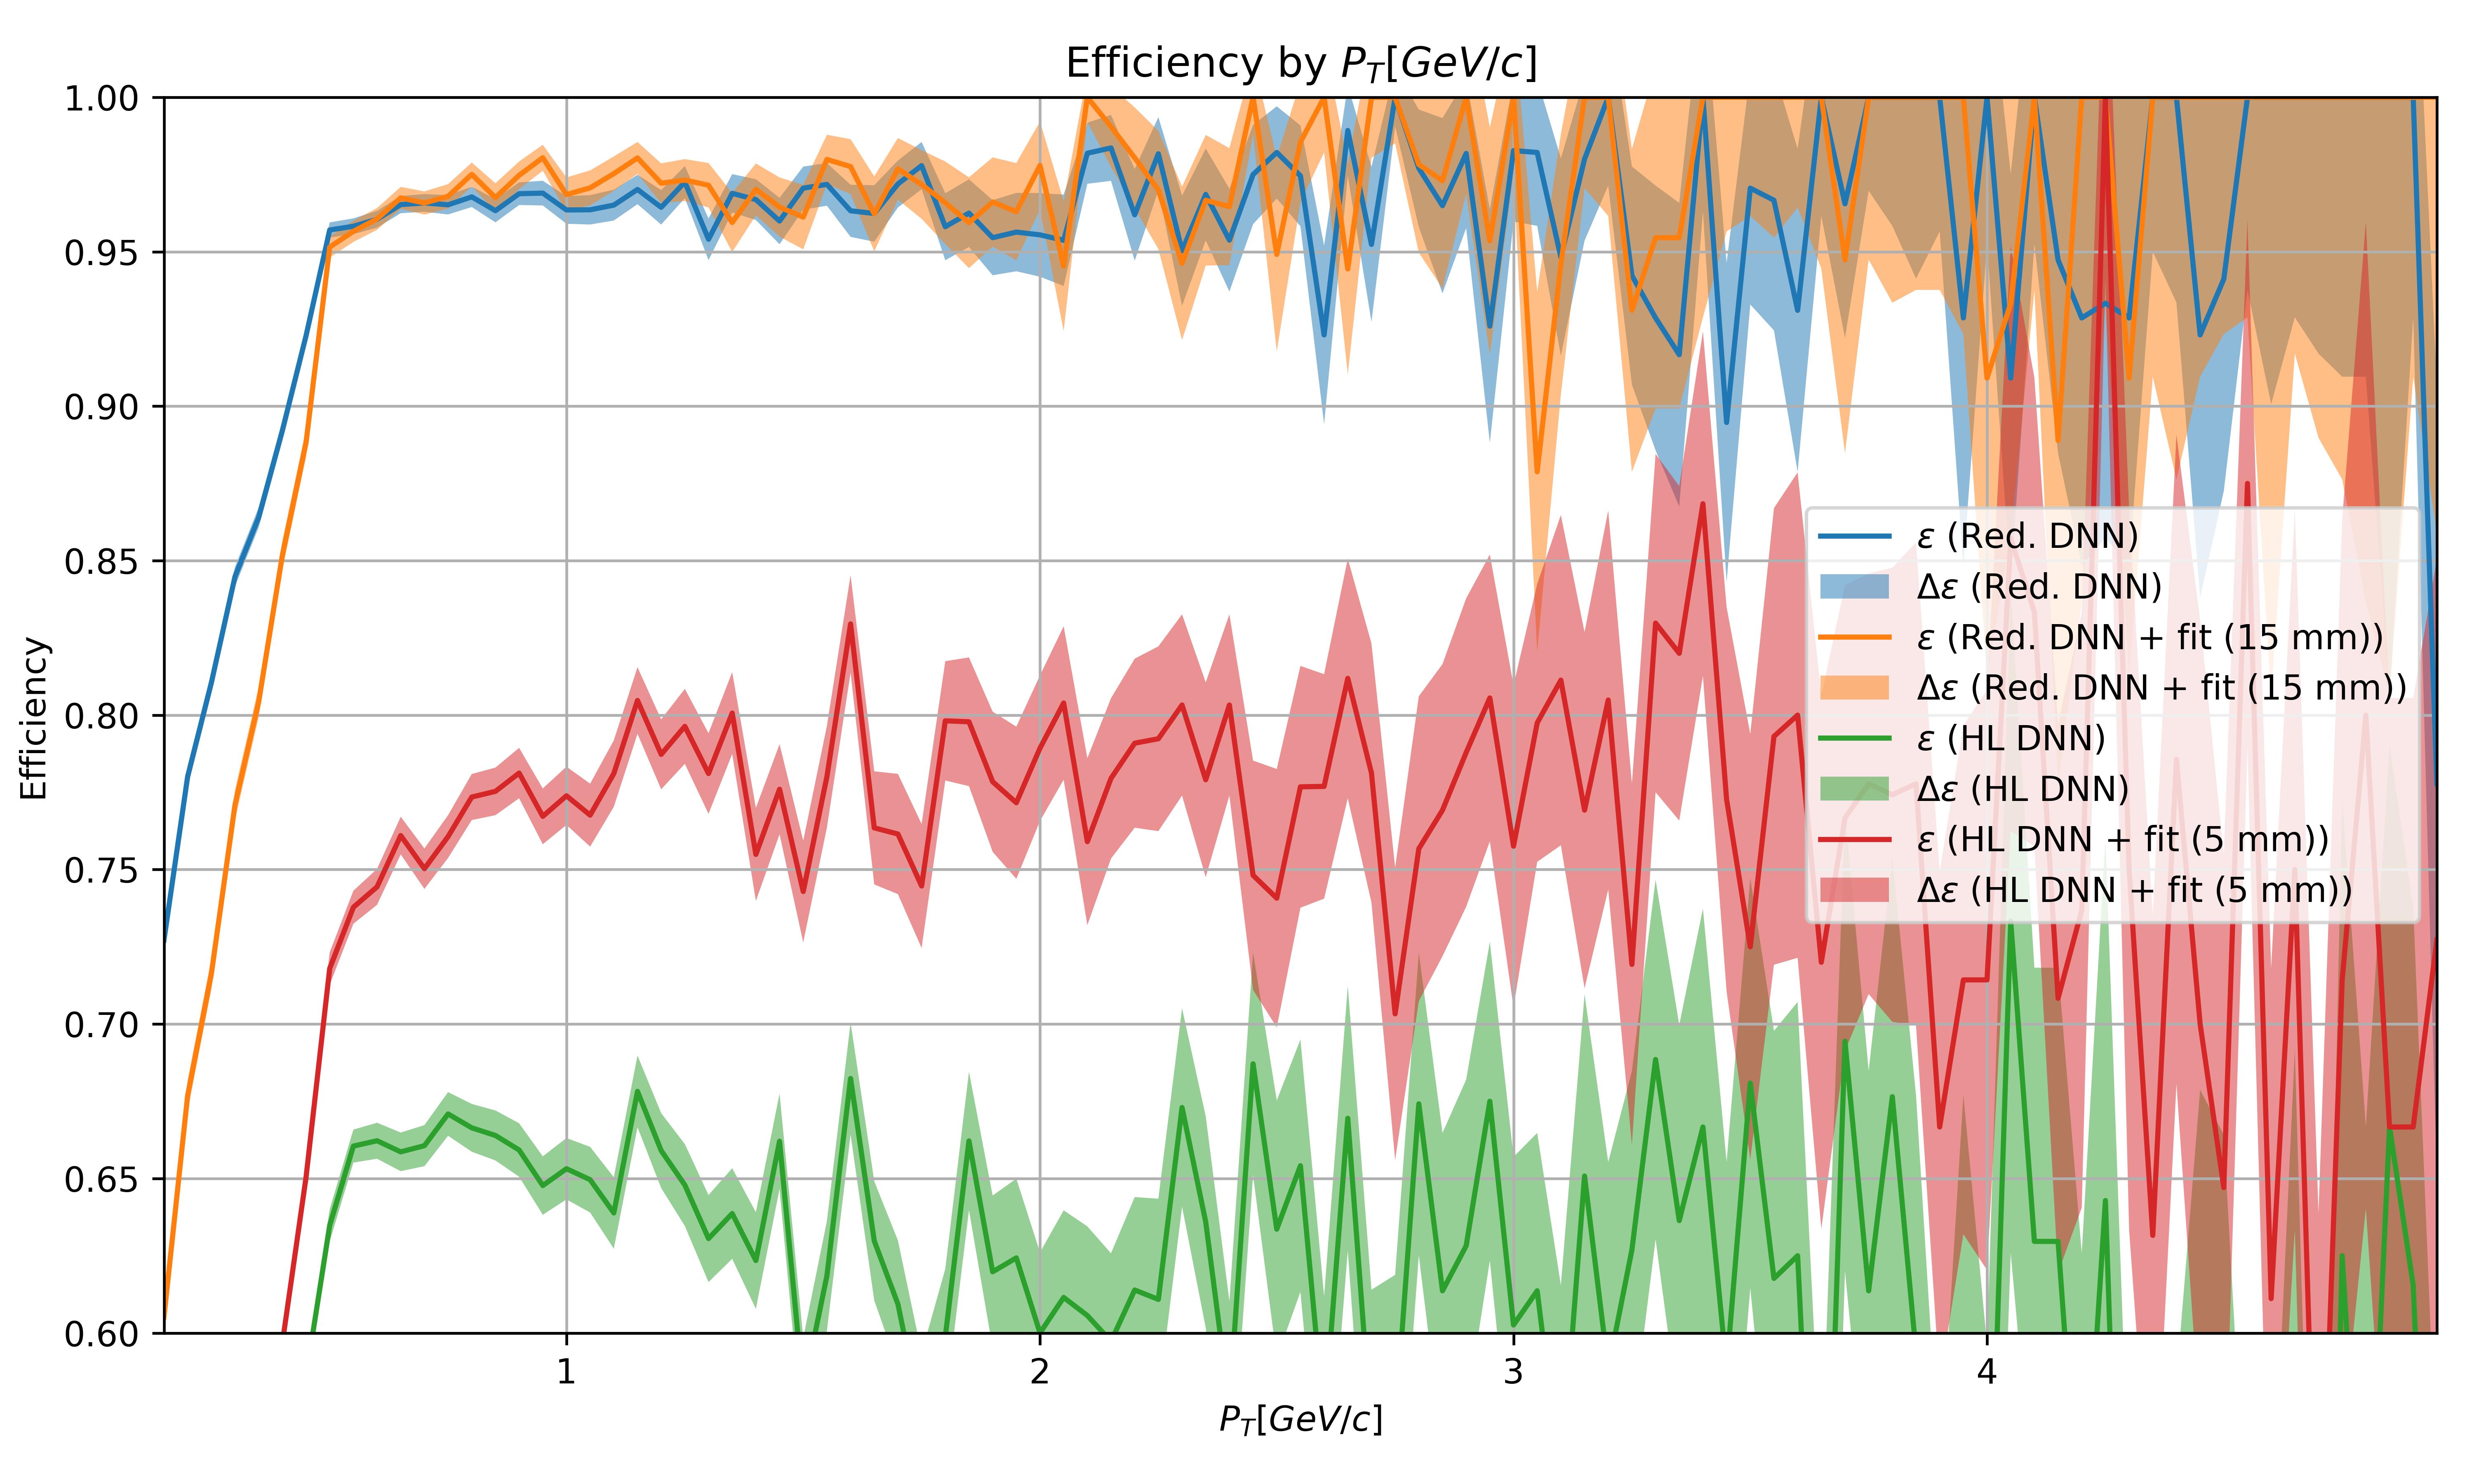 Efficiency by P_T[GeV/c]
1.00
0.95
0.90
0.85
0.80
0.75
0.70
0.65
0.60
Efficiency
ε (Red. DNN)
Δε (Red. DNN)
ε (Red. DNN + fit (15 mm))
Δε (Red. DNN + fit (15 mm))
ε (HL DNN)
Δε (HL DNN)
ε (HL DNN + fit (5 mm))
Δε (HL DNN + fit (5 mm))
1 2 3 4
P_T[GeV/c]